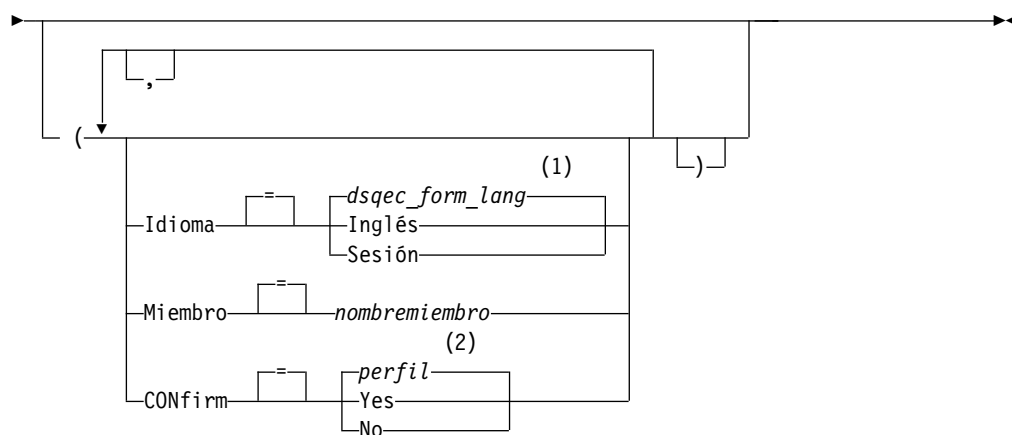 ,
(
)
(1)
=
dsqec_form_lang
Idioma
Inglés
Sesión
=
Miembro
nombremiembro
(2)
=
perfil
CONfirm
Yes
No